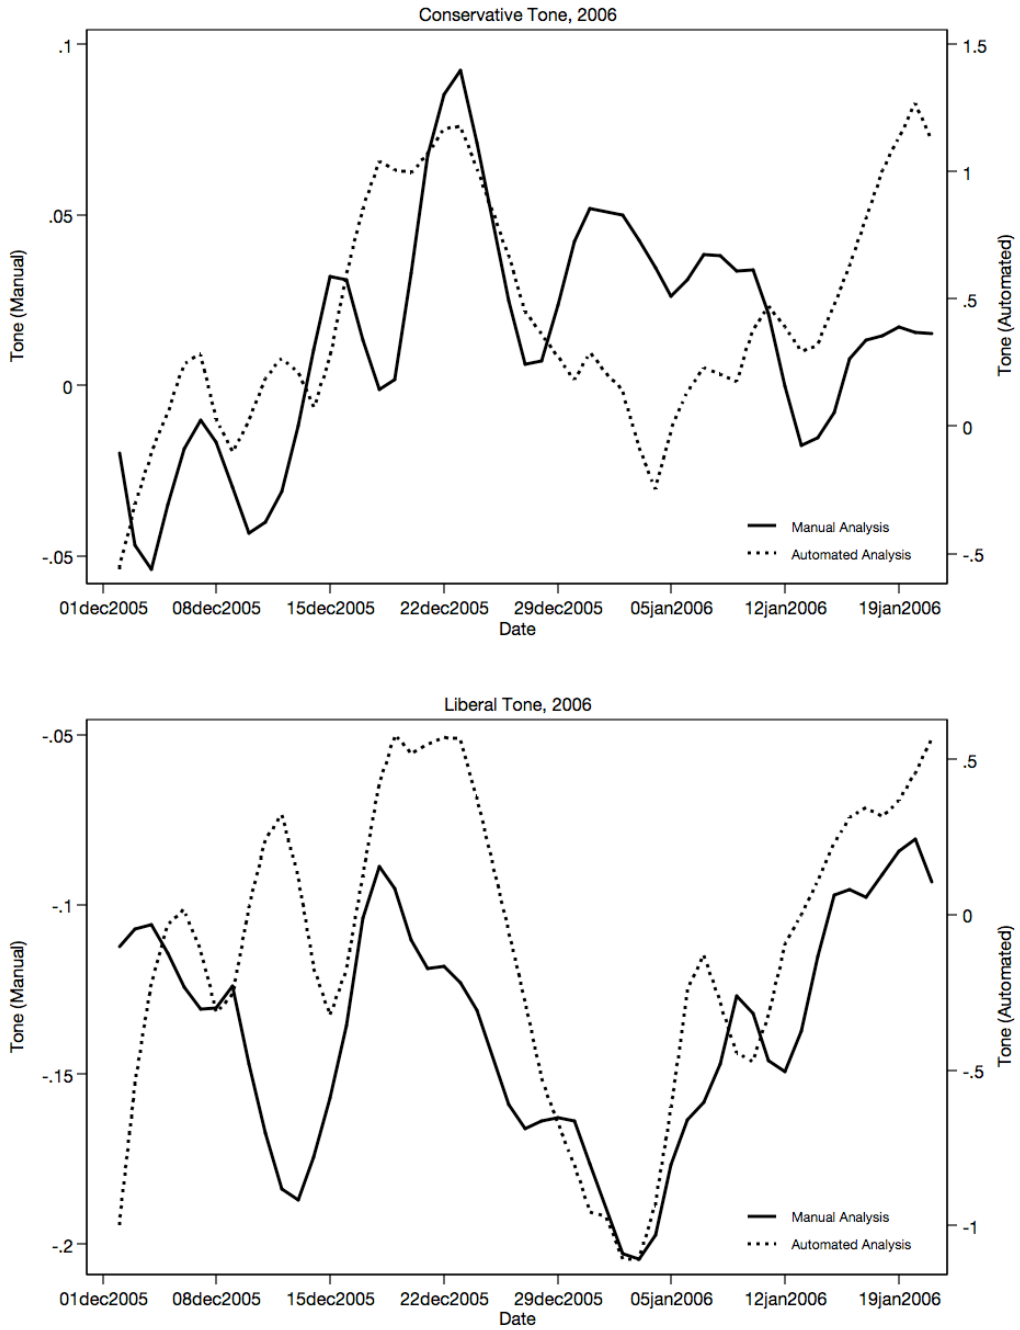 Conservative Tone, 2006
.1
.05
0
-.05
Tone (Manual)
1.5
1
.5
0
-.5
Tone (Automated)
Manual Analysis
Automated Analysis
01dec2005 08dec2005 15dec2005 22dec2005 29dec2005 05jan2006 12jan2006 19jan2006
Date
Liberal Tone, 2006
-.05
-.1
-.15
-.2
Tone (Manual)
.5
0
-.5
-1
Tone (Automated)
Manual Analysis
Automated Analysis
01dec2005 08dec2005 15dec2005 22dec2005 29dec2005 05jan2006 12jan2006 19jan2006
Date